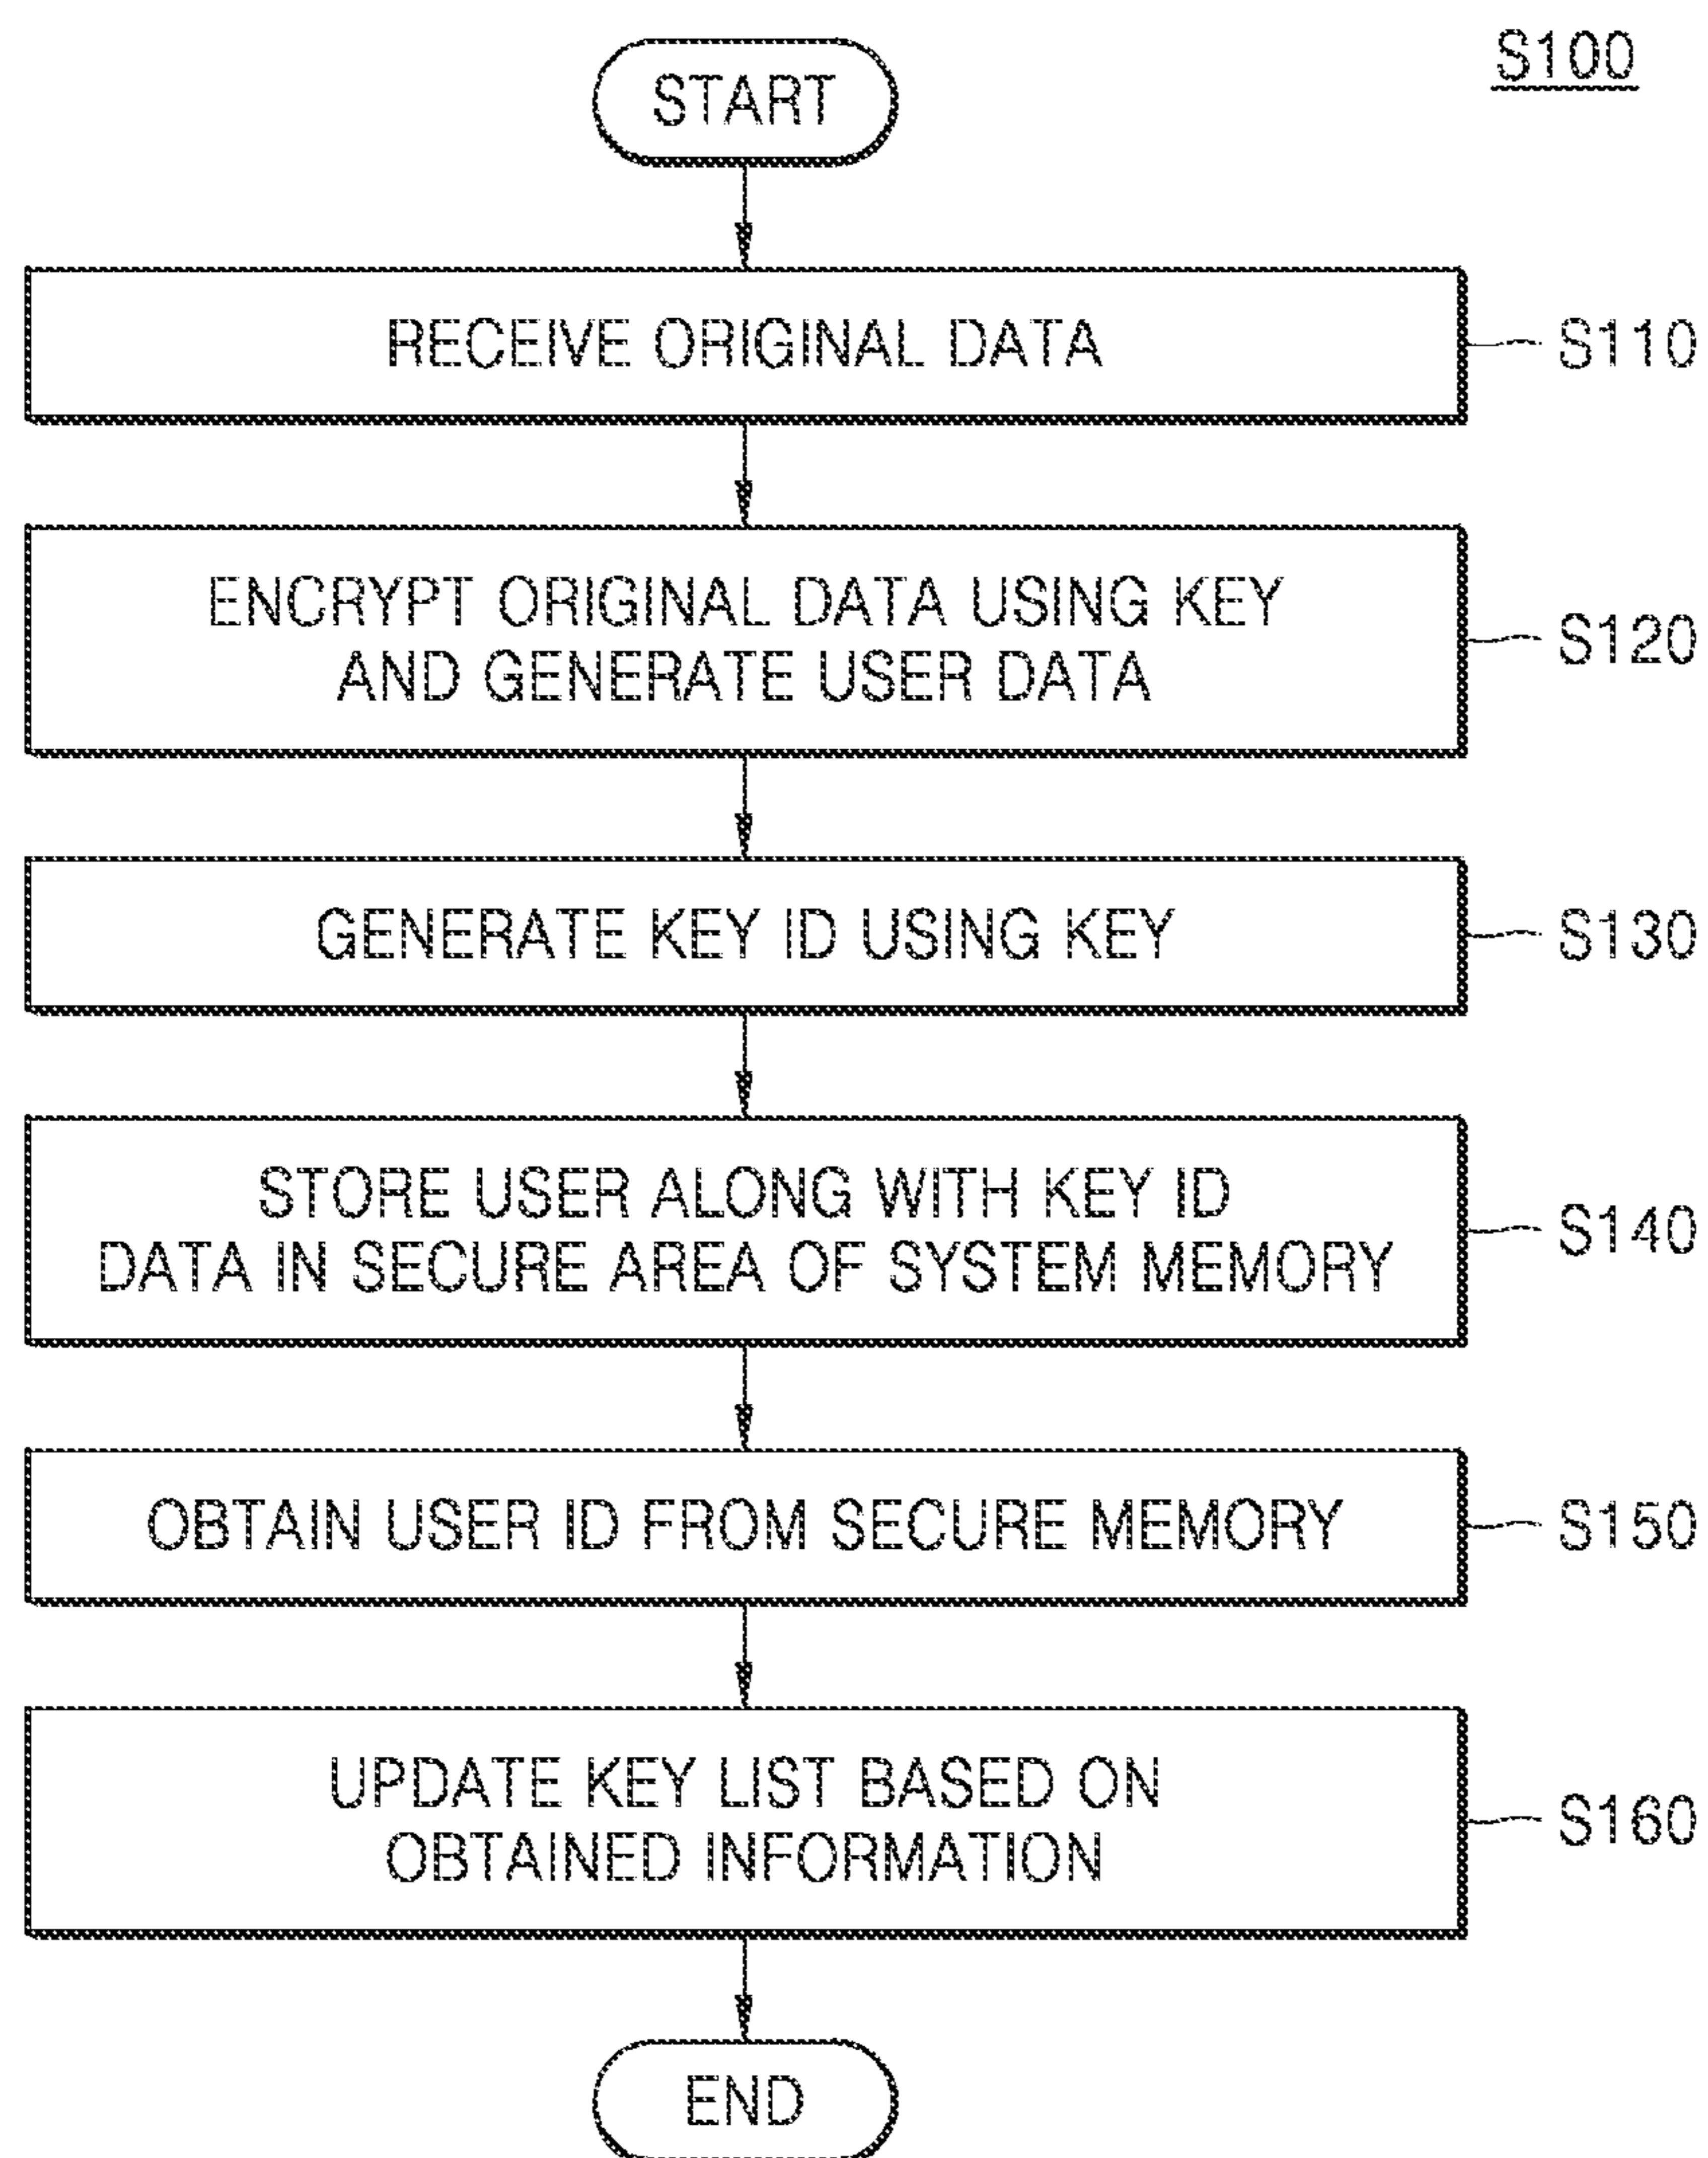 S100
START
RECEIVE ORIGINAL DATA
S110
ENCRYPT ORIGINAL DATA USING KEY
AND GENERATE USER DATA
S120
GENERATE KEY ID USING KEY
S130
STORE USER ALONG WITH KEY ID
DATA IN SECURE AREA OF SYSTEM MEMORY
S140
OBTAIN USER ID FROM SECURE MEMORY
S150
UPDATE KEY LIST BASED ON
OBTAINED INFORMATION
S160
END